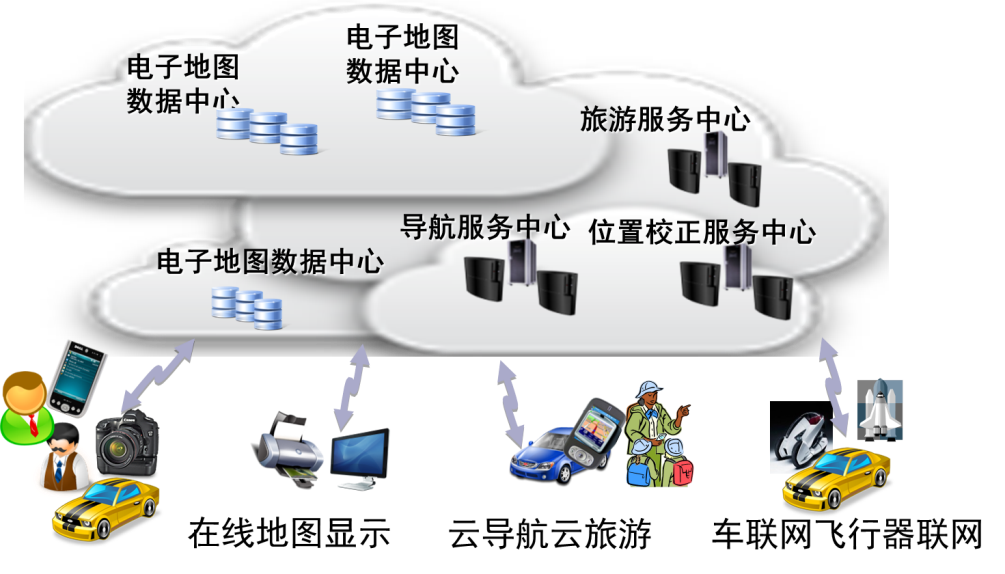 电子地图
数据中心
电子地图
数据中心
旅游服务中心
导航服务中心
位置校正服务中心
电子地图数据中心
在线地图显示
云导航云旅游
车联网飞行器联网